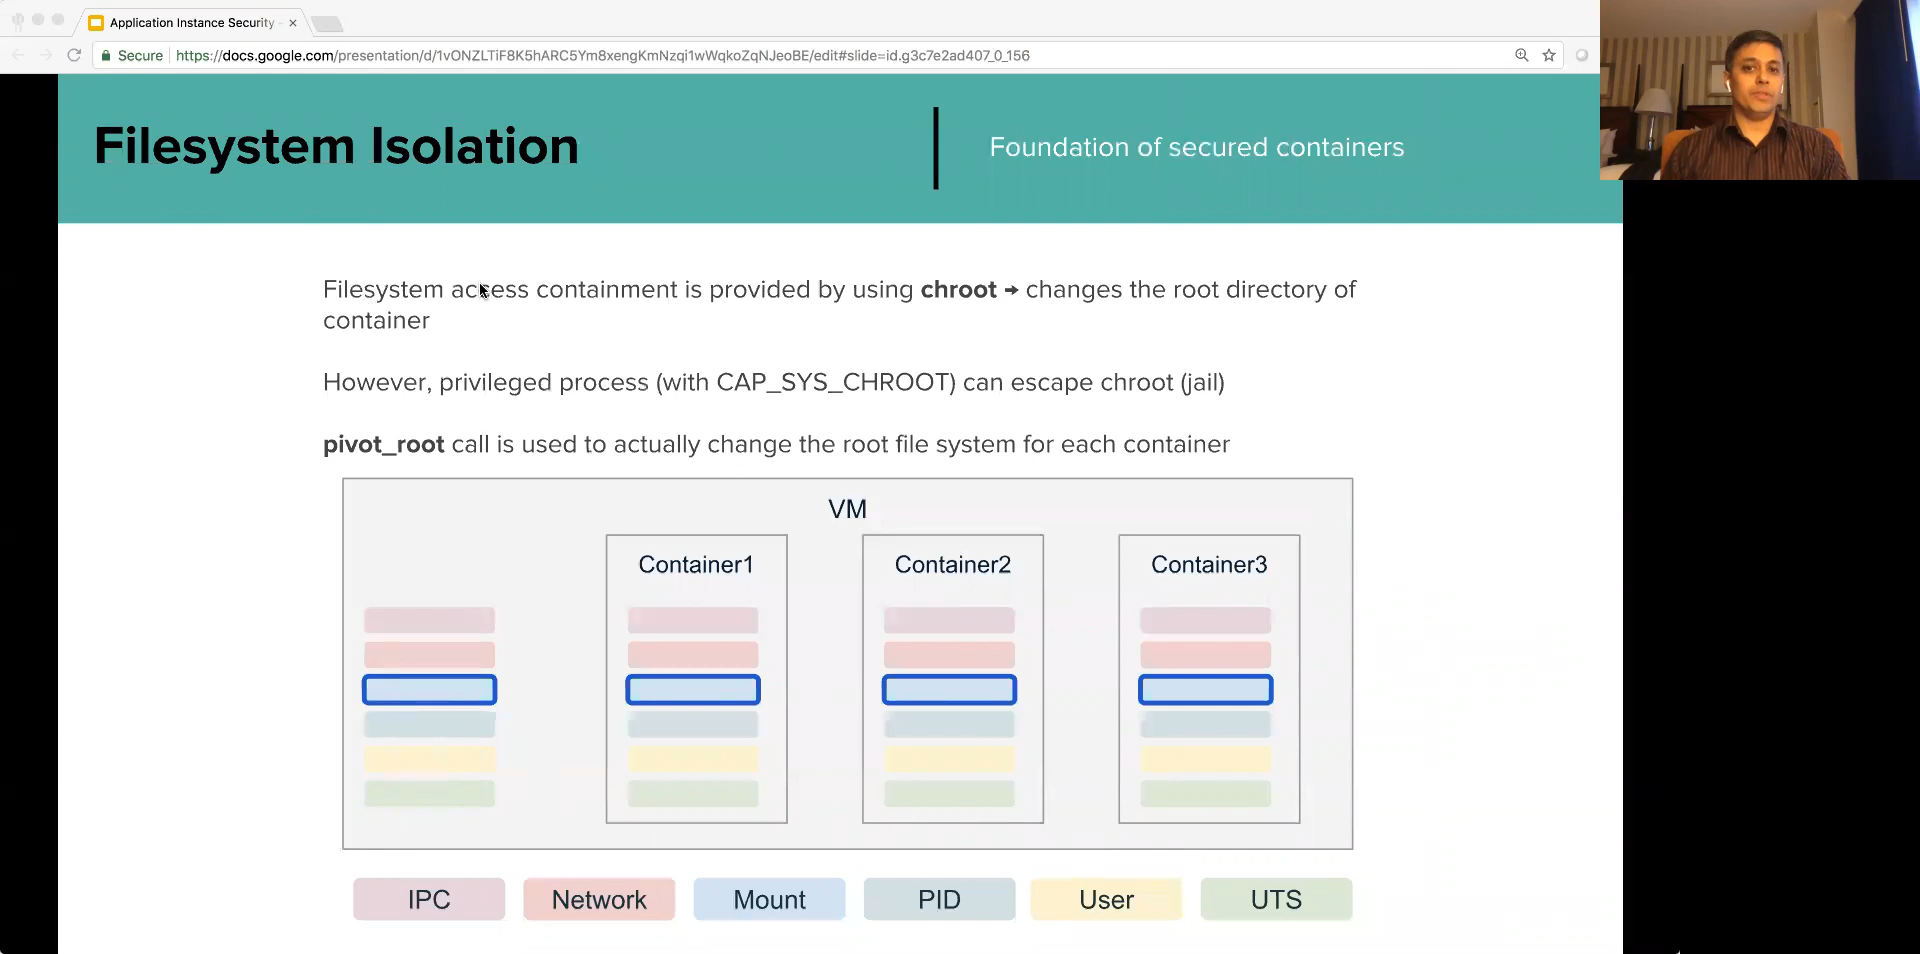 Application Instance Security -
Secure https://docs.google.com/presentation/d/1vONZLTiF8K5hARC5Ym8xengKmNzqi1wWqkoZqNJeoBE/edit#slide=id.g3c7e2ad407_0_156
Filesystem Isolation
Foundation of secured containers
Filesystem access containment is provided by using chroot → changes the root directory of
container
However, privileged process (with CAP_SYS_CHROOT) can escape chroot (jail)
pivot_root call is used to actually change the root file system for each container
VM
Container1
Container2
Container3
IPC
Network
Mount
PID
User
UTS